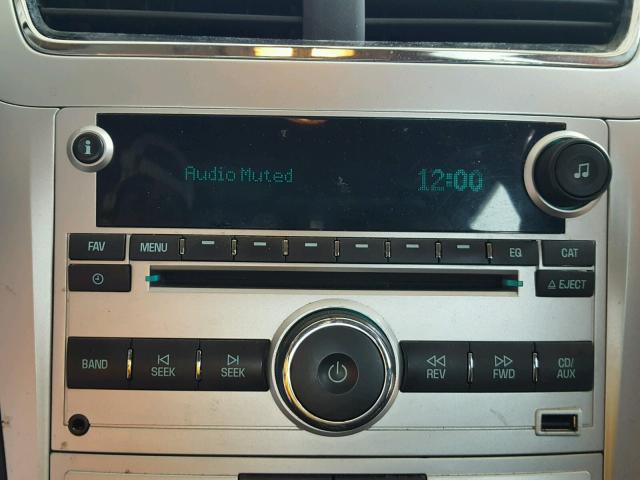 Audio Muted 12:00
FAV MENU EQ CAT
EJECT
BAND SEEK SEEK REV FWD CD/
AUX